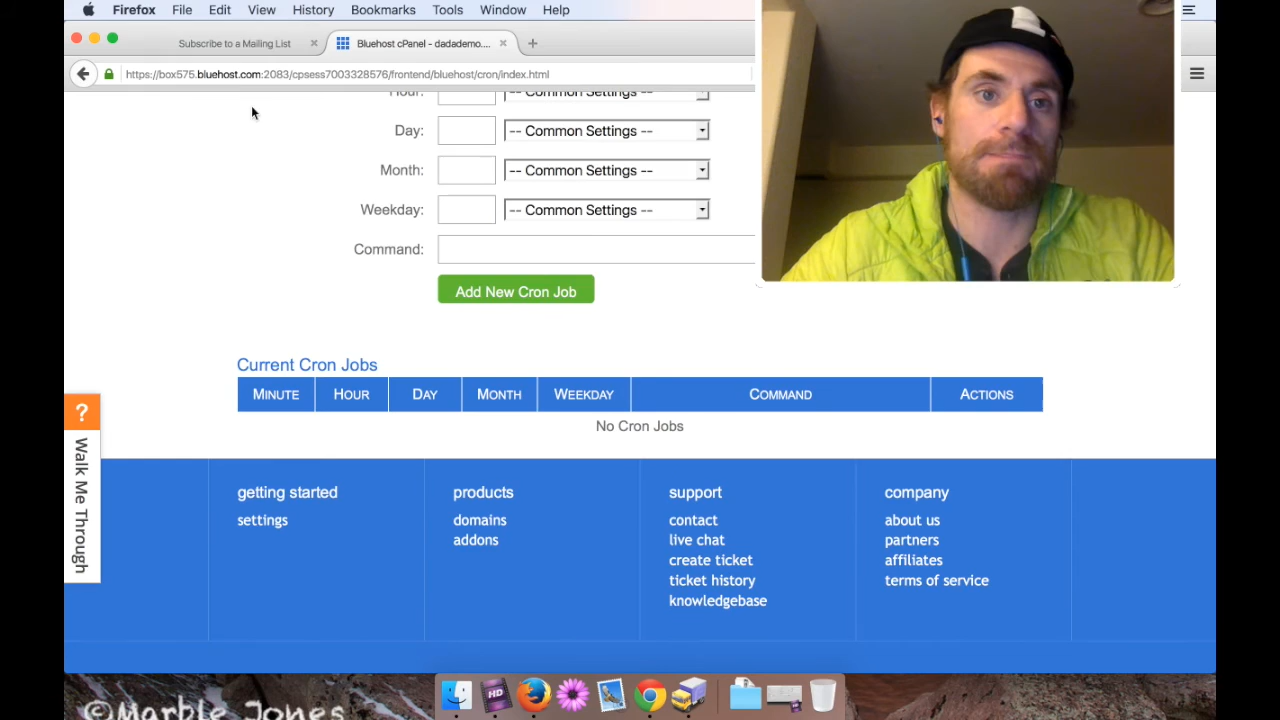 Firefox File Edit View History Bookmarks Tools Window Help
Subscribe to a Mailing List
Bluehost cPanel - dadademo....
https://box575.bluehost.com:2083/cpsess7003328576/frontend/bluehost/cron/index.html
Hour: -- Common Settings --
Day: -- Common Settings --
Month: -- Common Settings --
Weekday: -- Common Settings --
Command:
Add New Cron Job
Current Cron Jobs
MINUTE HOUR DAY MONTH WEEKDAY COMMAND ACTIONS
No Cron Jobs
? Walk Me Through
getting started
settings
products
domains
addons
support
contact
live chat
create ticket
ticket history
knowledgebase
company
about us
partners
affiliates
terms of service
HD
©Marble Jones